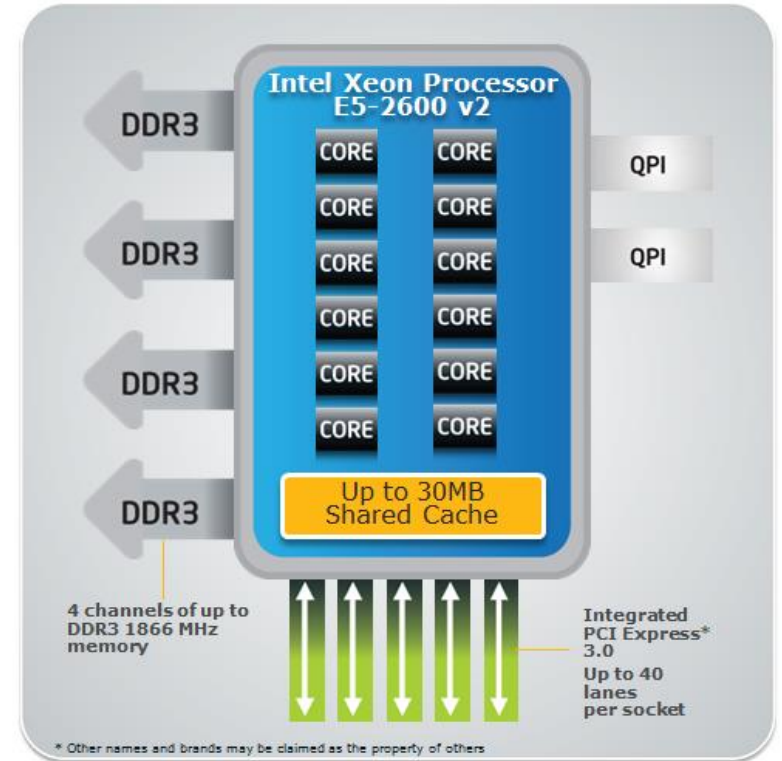 Intel Xeon Processor
E5-2600 v2
DDR3
CORE CORE
QPI
CORE CORE
DDR3
CORE CORE
QPI
CORE CORE
DDR3
CORE CORE
CORE CORE
Up to 30MB
Shared Cache
DDR3
4 channels of up to
DDR3 1866 MHz
memory
Integrated
PCI Express*
3.0
Up to 40
lanes
per socket
* Other names and brands may be claimed as the property of others